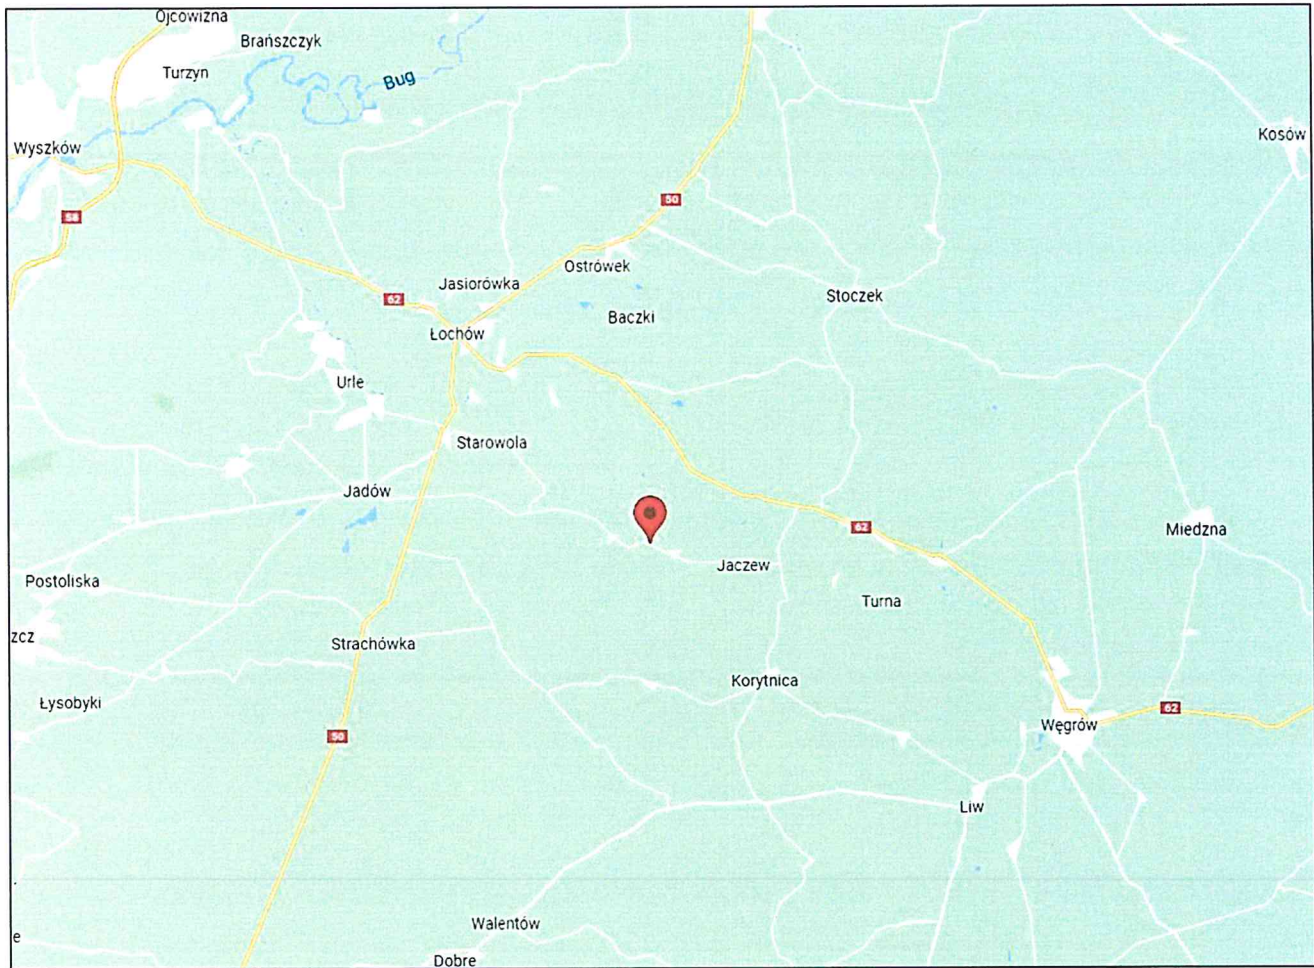 Ojcowizna
Brańszczyk
Turzyn
Bug
Wyszków
Kosów
50
S8
Ostrówek
Jasiorówka
Stoczek
62
Baczki
Łochów
Urle
Starowola
Jadów
62
Miedzna
Jaczew
Postoliska
Turna
zcz
Strachówka
Korytnica
Łysobyki
62
Węgrów
50
Liw
Walentów
e
Dobre